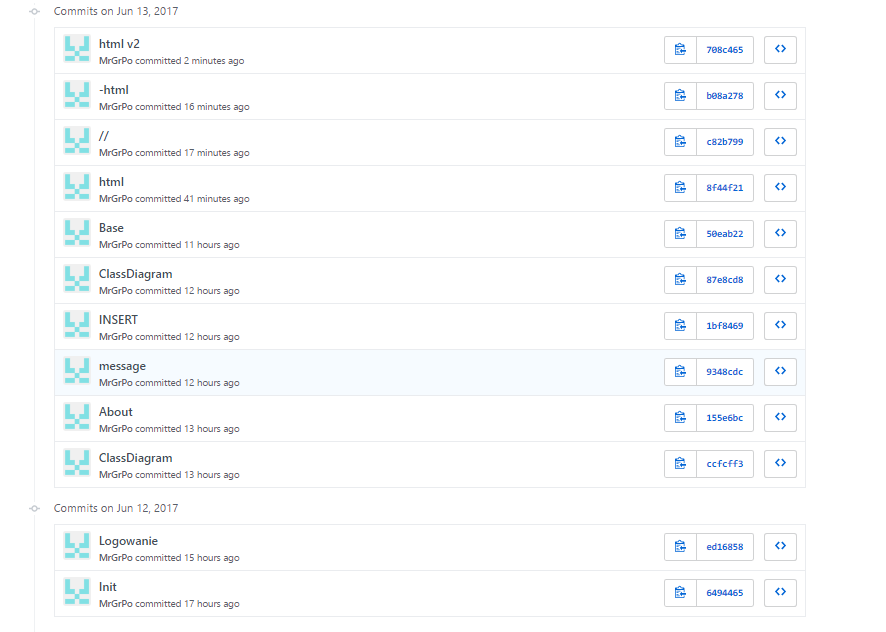 Commits on Jun 13, 2017
html v2
MrGrPo committed 2 minutes ago
708c465
-html
MrGrPo committed 16 minutes ago
b08a278
//
MrGrPo committed 17 minutes ago
c82b799
html
MrGrPo committed 41 minutes ago
8f44f21
Base
MrGrPo committed 11 hours ago
50eab22
ClassDiagram
MrGrPo committed 12 hours ago
87e8cd8
INSERT
MrGrPo committed 12 hours ago
1bf8469
message
MrGrPo committed 12 hours ago
9348cdc
About
MrGrPo committed 13 hours ago
155e6bc
ClassDiagram
MrGrPo committed 13 hours ago
ccfcff3
Commits on Jun 12, 2017
Logowanie
MrGrPo committed 15 hours ago
ed16858
Init
MrGrPo committed 17 hours ago
6494465